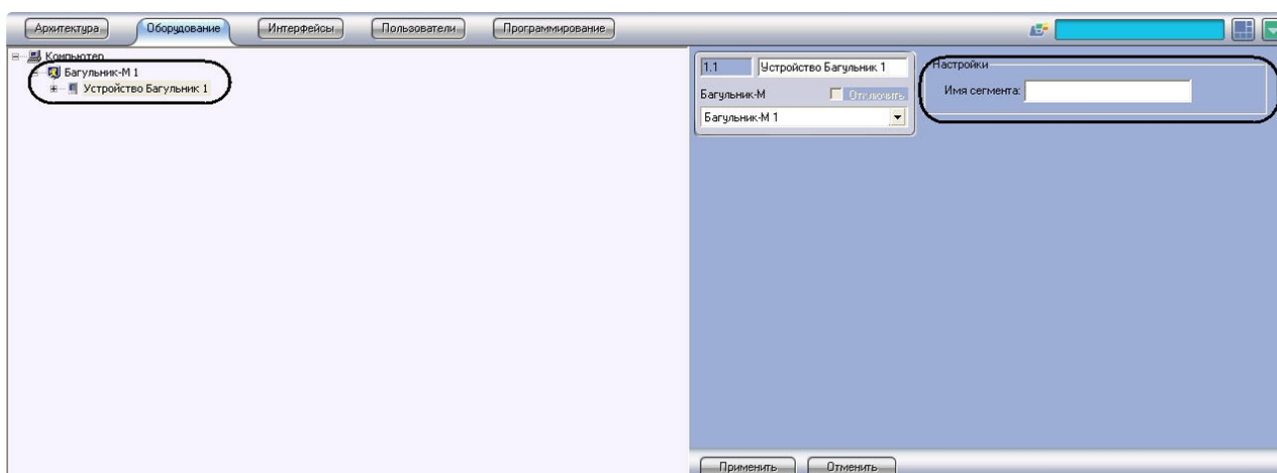 Архитектура Оборудование Интерфейсы Пользователи Программирование
Компьютер
Багульник-М 1
Устройство Багульник 1
1.1 Устройство Багульник 1
Багульник-М Отключить
Багульник-М 1
Настройки
Имя сегмента:
Применить Отменить